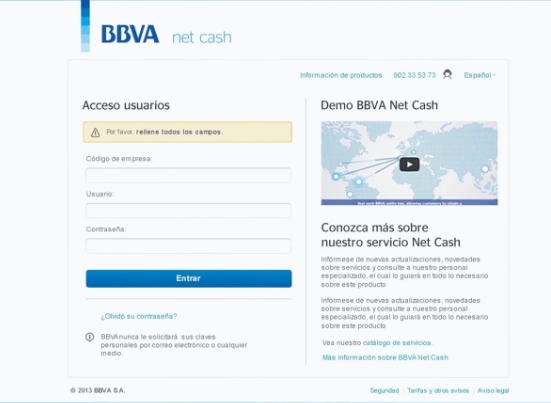 BBVA net cash
Información de productos 902 33 53 73 Español
Acceso usuarios
Por favor, rellene todos los campos.
Código de empresa:
Usuario:
Contraseña:
Entrar
¿Olvidó su contraseña?
BBVA nunca le solicitará sus claves
personales por correo electrónico o cualquier
medio.
Demo BBVA Net Cash
Conozca más sobre
nuestro servicio Net Cash
Infórmese de nuevas actualizaciones, novedades
sobre servicios y consulte a nuestro personal
especializado, el cual lo guiará en todo lo necesario
sobre este producto
Infórmese de nuevas actualizaciones, novedades
sobre servicios y consulte a nuestro personal
especializado, el cual lo guiará en todo lo necesario
sobre este producto
Vea nuestro catálogo de servicios.
Más información sobre BBVA Net Cash
© 2013 BBVA S.A.
Seguridad Tarifas y otros avisos Aviso legal